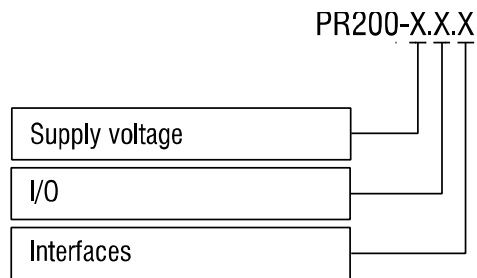 PR200-X.X.X
Supply voltage
I/O
Interfaces